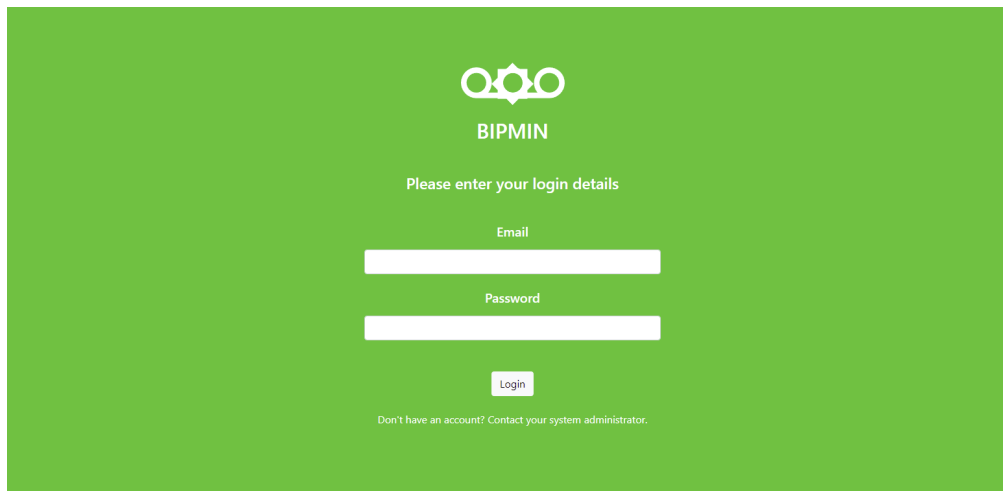 BIPMIN
Please enter your login details
Email
Password
Login
Don't have an account? Contact your system administrator.